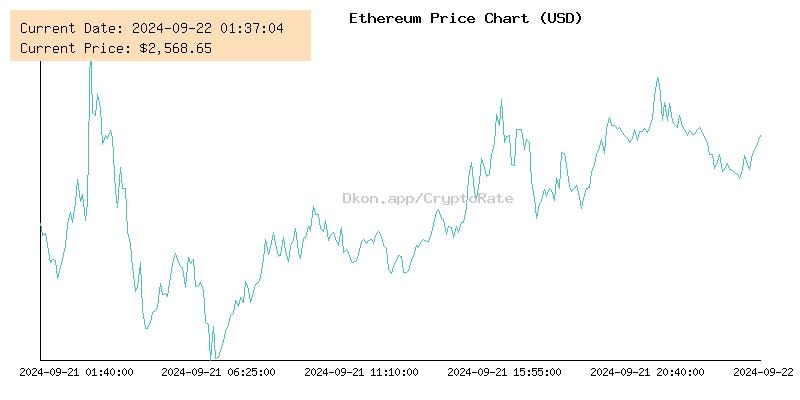 Ethereum Price Chart (USD)
Current Date: 2024-09-22 01:37:04
Current Price: $2,568.65
Dkon.app/CryptoRate
2024-09-21 01:40:00 2024-09-21 06:25:00 2024-09-21 11:10:00 2024-09-21 15:55:00 2024-09-21 20:40:00 2024-09-22